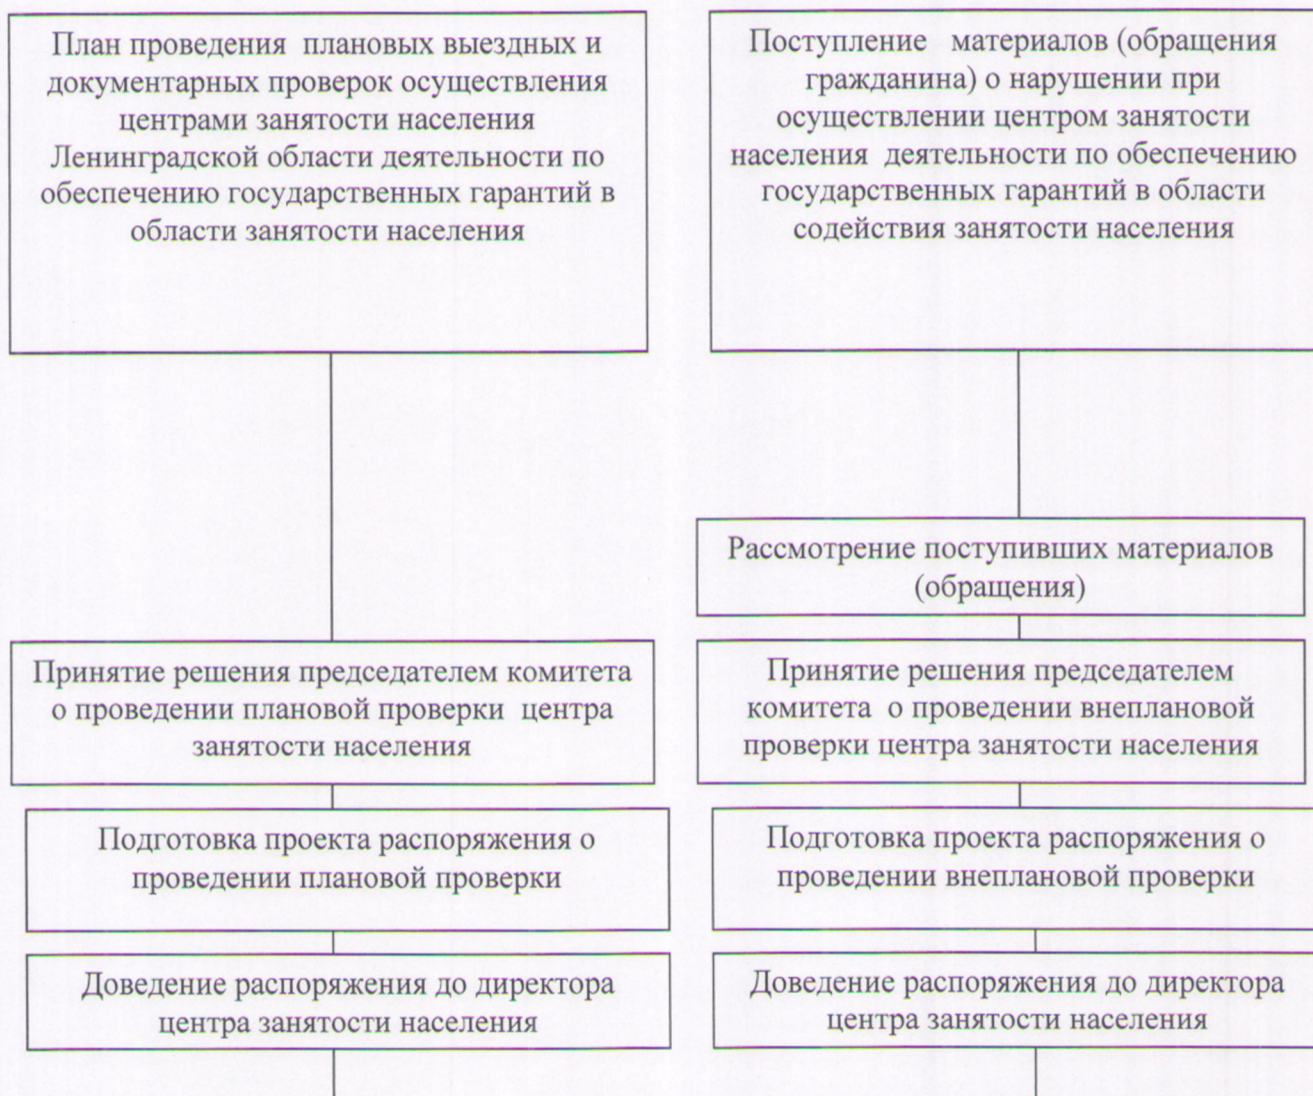 План проведения плановых выездных и
документарных проверок осуществления
центрами занятости населения
Ленинградской области деятельности по
обеспечению государственных гарантий в
области занятости населения
Поступление материалов (обращения
гражданина) о нарушении при
осуществлении центром занятости
населения деятельности по обеспечению
государственных гарантий в области
содействия занятости населения
Рассмотрение поступивших материалов
(обращения)
Принятие решения председателем комитета
о проведении плановой проверки центра
занятости населения
Принятие решения председателем
комитета о проведении внеплановой
проверки центра занятости населения
Подготовка проекта распоряжения о
проведении плановой проверки
Подготовка проекта распоряжения о
проведении внеплановой проверки
Доведение распоряжения до директора
центра занятости населения
Доведение распоряжения до директора
центра занятости населения